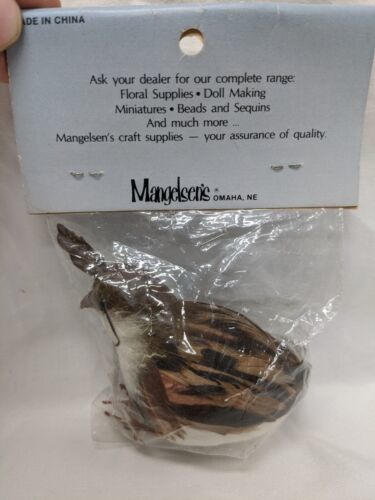 ADE IN CHINA
Ask your dealer for our complete range:
Floral Supplies • Doll Making
Miniatures • Beads and Sequins
And much more ...
Mangelsen's craft supplies — your assurance of quality.
Mangelsen's ® OMAHA, NE